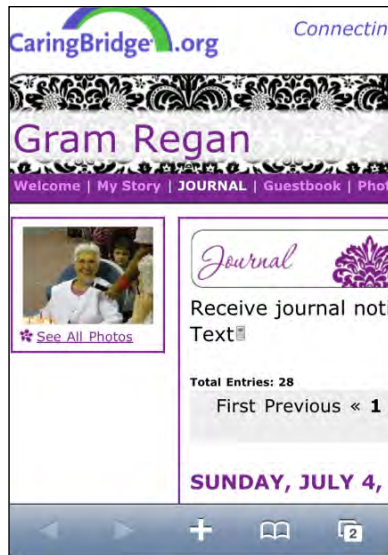 CaringBridge.org
Connectin
Gram Regan
Welcome | My Story | JOURNAL | Guestbook | Phot
Journal
See All Photos
Receive journal noti
Text
Total Entries: 28
First Previous « 1
SUNDAY, JULY 4,
2